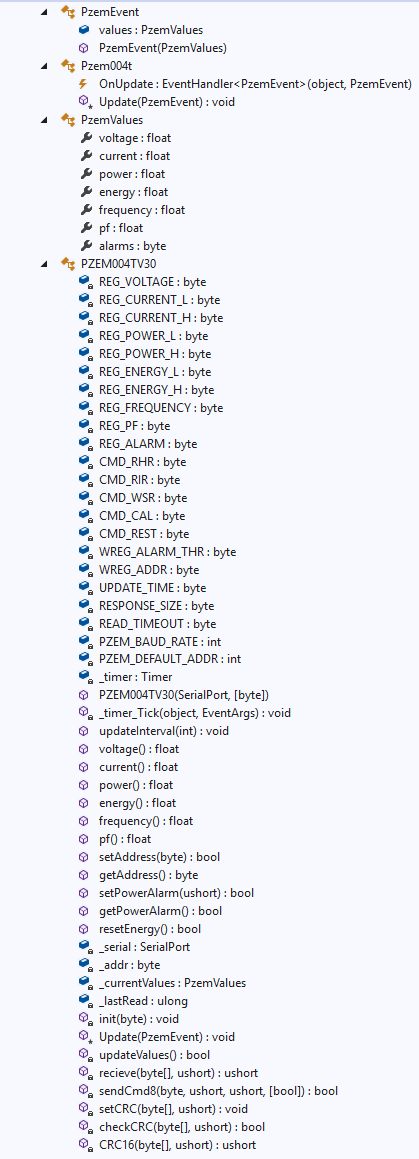 PzemEvent
values : PzemValues
PzemEvent(PzemValues)
Pzem004t
OnUpdate : EventHandler<PzemEvent>(object, PzemEvent)
Update(PzemEvent) : void
PzemValues
voltage : float
current : float
power : float
energy : float
frequency : float
pf : float
alarms : byte
PZEM004TV30
REG_VOLTAGE : byte
REG_CURRENT_L : byte
REG_CURRENT_H : byte
REG_POWER_L : byte
REG_POWER_H : byte
REG_ENERGY_L : byte
REG_ENERGY_H : byte
REG_FREQUENCY : byte
REG_PF : byte
REG_ALARM : byte
CMD_RHR : byte
CMD_RIR : byte
CMD_WSR : byte
CMD_CAL : byte
CMD_REST : byte
WREG_ALARM_THR : byte
WREG_ADDR : byte
UPDATE_TIME : byte
RESPONSE_SIZE : byte
READ_TIMEOUT : byte
PZEM_BAUD_RATE : int
PZEM_DEFAULT_ADDR : int
_timer : Timer
PZEM004TV30(SerialPort, [byte])
_timer_Tick(object, EventArgs) : void
updateInterval(int) : void
voltage() : float
current() : float
power() : float
energy() : float
frequency() : float
pf() : float
setAddress(byte) : bool
getAddress() : byte
setPowerAlarm(ushort) : bool
getPowerAlarm() : bool
resetEnergy() : bool
_serial : SerialPort
_addr : byte
_currentValues : PzemValues
_lastRead : ulong
init(byte) : void
Update(PzemEvent) : void
updateValues() : bool
recieve(byte[], ushort) : ushort
sendCmd8(byte, ushort, ushort, [bool]) : bool
setCRC(byte[], ushort) : void
checkCRC(byte[], ushort) : bool
CRC16(byte[], ushort) : ushort